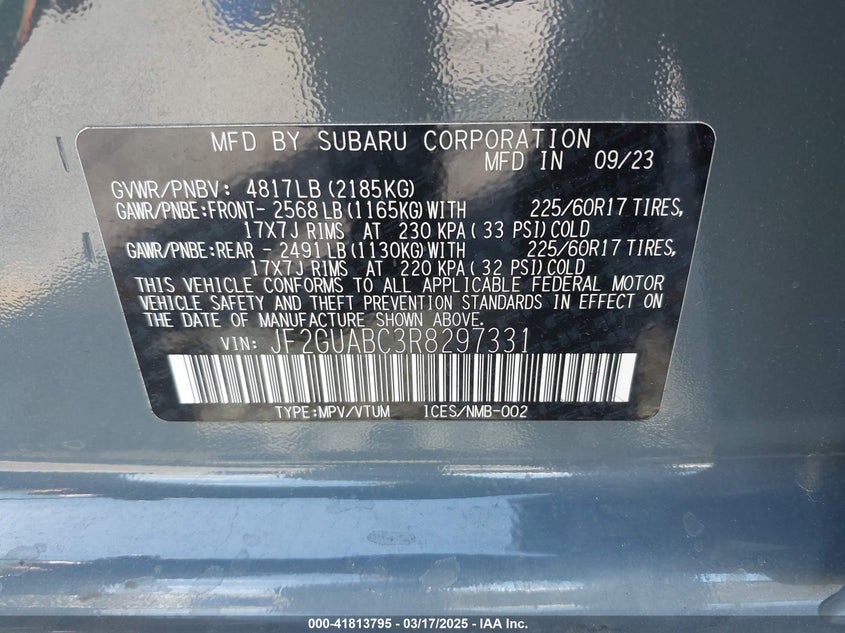 MFD BY SUBARU CORPORATION
MFD IN 09/23
GVWR/PNBV: 4817LB (2185KG)
GAWR/PNBE:FRONT- 2568LB (1165KG) WITH 225/60R17 TIRES,
17X7J RIMS AT 230 KPA( 33 PSI) COLD
GAWR/PNBE:REAR - 2491LB (1130KG) WITH 225/60R17 TIRES,
17X7J RIMS AT 220 KPA( 32 PSI) COLD
THIS VEHICLE CONFORMS TO ALL APPLICABLE FEDERAL MOTOR
VEHICLE SAFETY AND THEFT PREVENTION STANDARDS IN EFFECT ON
THE DATE OF MANUFACTURE SHOWN ABOVE.
VIN: JF2GUABC3R8297331
TYPE:MPV/VTUM ICES/NMB-002
000-41813795 - 03/17/2025 - IAA Inc.